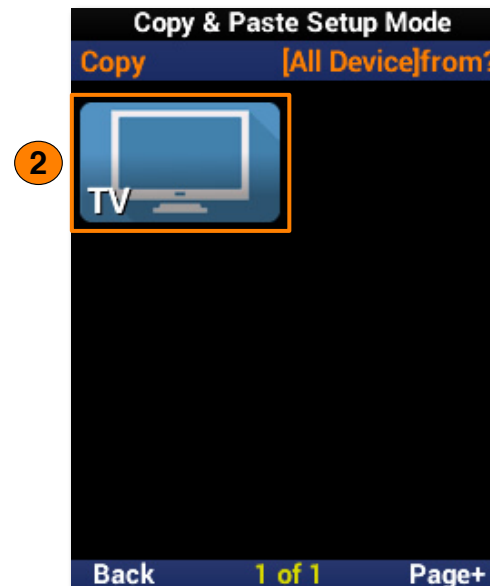 Copy & Paste Setup Mode
Copy [All Device]from?
2
TV
Back 1 of 1 Page+